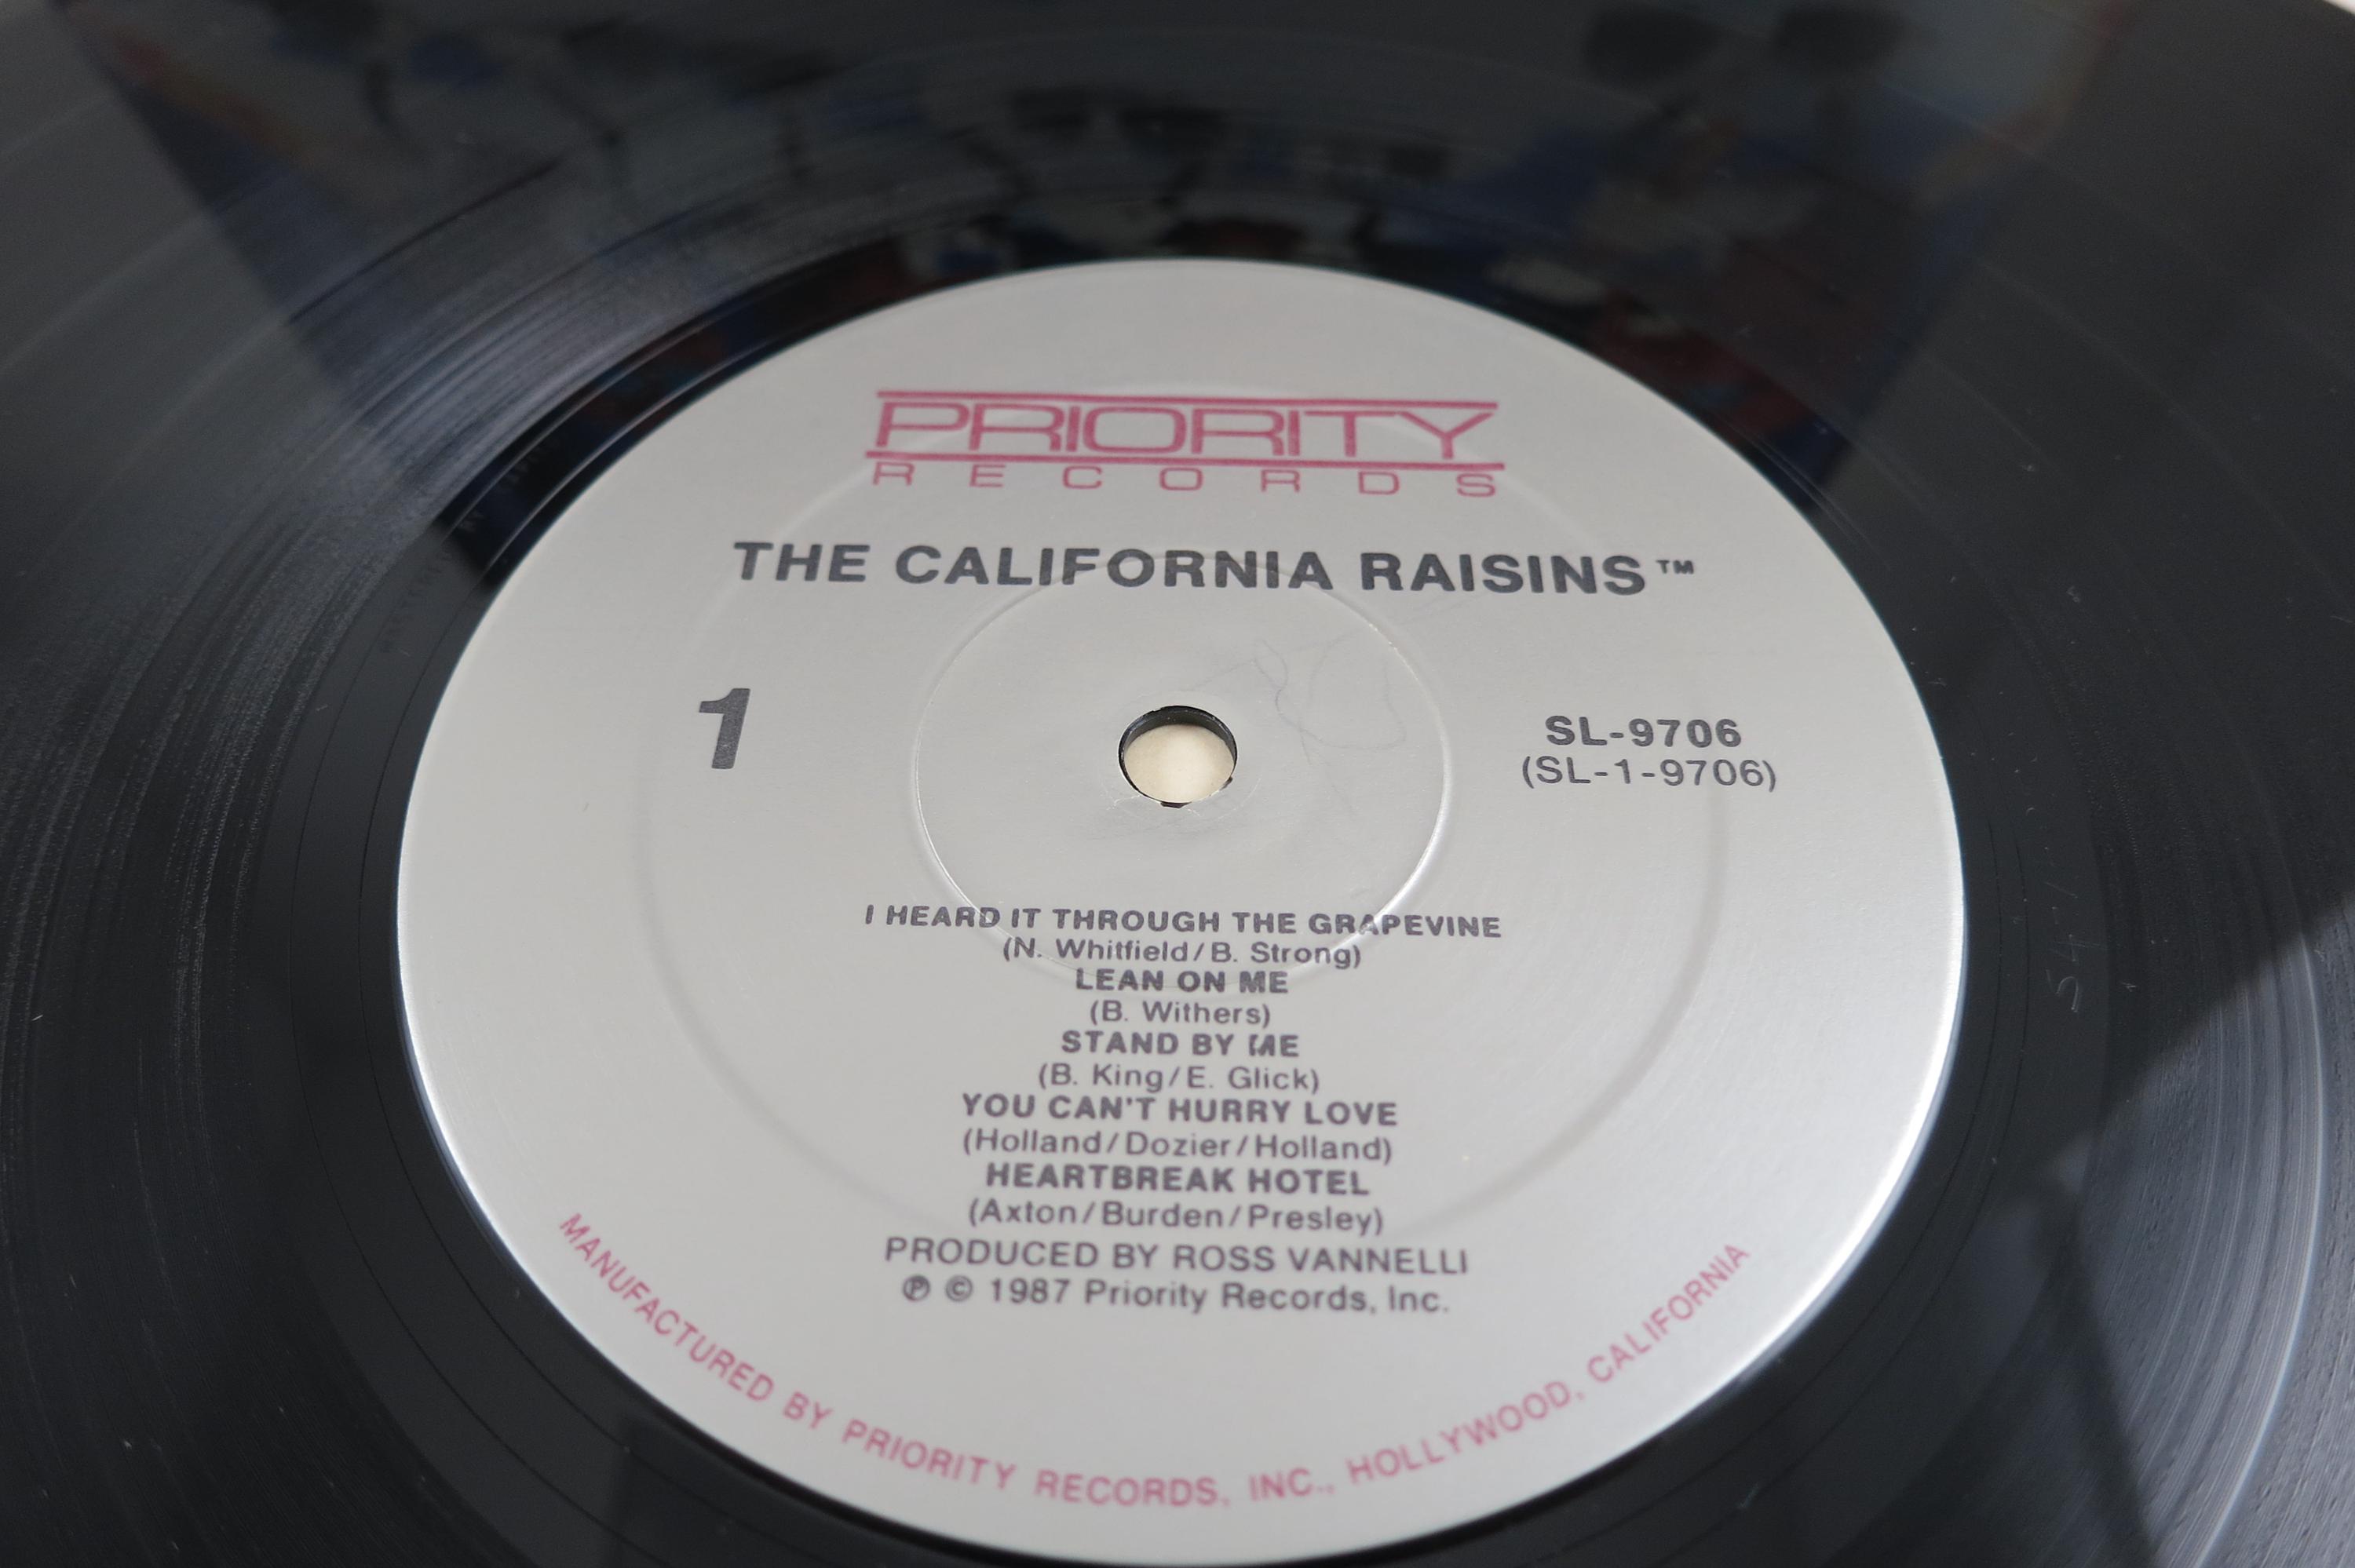 PRIORITY
RECORDS
THE CALIFORNIA RAISINS™
1
SL-9706
(SL-1-9706)
I HEARD IT THROUGH THE GRAPEVINE
(N. Whitfield/B. Strong)
LEAN ON ME
(B. Withers)
STAND BY ME
(B. King/E. Glick)
YOU CAN'T HURRY LOVE
(Holland/Dozier/Holland)
HEARTBREAK HOTEL
(Axton/Burden/Presley)
PRODUCED BY ROSS VANNELLI
℗ © 1987 Priority Records, Inc.
MANUFACTURED BY PRIORITY RECORDS, INC., HOLLYWOOD, CALIFORNIA